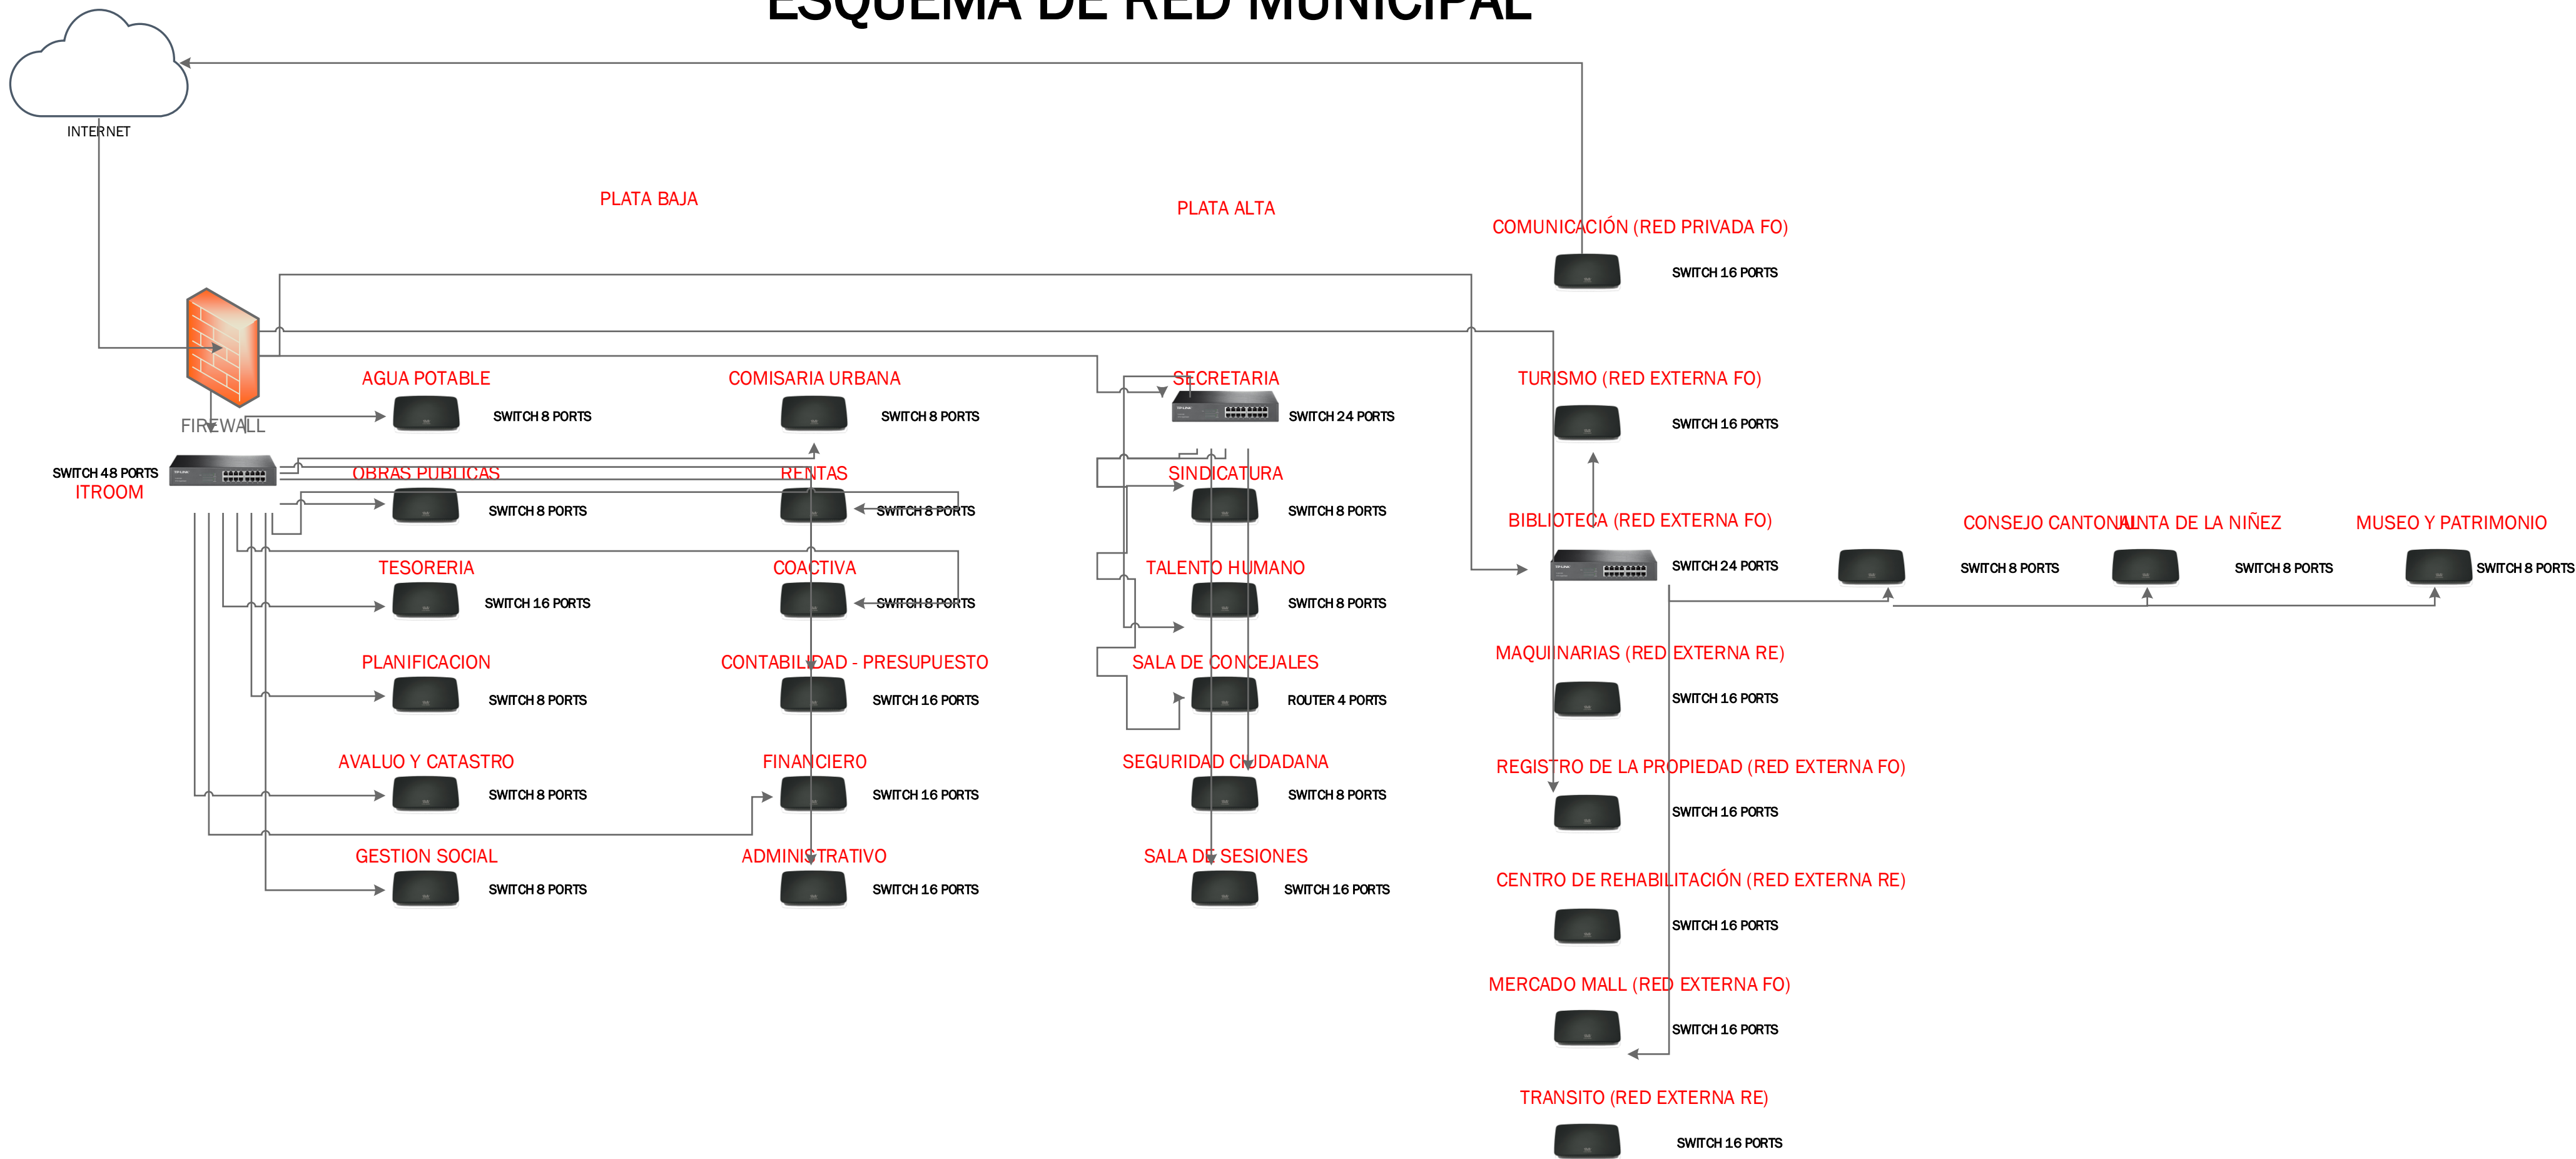 ESQUEMA DE RED MUNICIPAL
INTERNET
PLATA BAJA
PLATA ALTA
COMUNICACIÓN (RED PRIVADA FO)
SWITCH 16 PORTS
AGUA POTABLE
SWITCH 8 PORTS
COMISARIA URBANA
SWITCH 8 PORTS
SECRETARIA
SWITCH 24 PORTS
TURISMO (RED EXTERNA FO)
SWITCH 16 PORTS
FIREWALL
SWITCH 48 PORTS
ITROOM
OBRAS PUBLICAS
SWITCH 8 PORTS
RENTAS
SWITCH 8 PORTS
SINDICATURA
SWITCH 8 PORTS
BIBLIOTECA (RED EXTERNA FO)
SWITCH 24 PORTS
CONSEJO CANTONAL
SWITCH 8 PORTS
JUNTA DE LA NIÑEZ
SWITCH 8 PORTS
MUSEO Y PATRIMONIO
SWITCH 8 PORTS
TESORERIA
SWITCH 16 PORTS
COACTIVA
SWITCH 8 PORTS
TALENTO HUMANO
SWITCH 8 PORTS
PLANIFICACION
SWITCH 8 PORTS
CONTABILIDAD - PRESUPUESTO
SWITCH 16 PORTS
SALA DE CONCEJALES
ROUTER 4 PORTS
MAQUINARIAS (RED EXTERNA RE)
SWITCH 16 PORTS
AVALUO Y CATASTRO
SWITCH 8 PORTS
FINANCIERO
SWITCH 16 PORTS
SEGURIDAD CIUDADANA
SWITCH 8 PORTS
REGISTRO DE LA PROPIEDAD (RED EXTERNA FO)
SWITCH 16 PORTS
GESTION SOCIAL
SWITCH 8 PORTS
ADMINISTRATIVO
SWITCH 16 PORTS
SALA DE SESIONES
SWITCH 16 PORTS
CENTRO DE REHABILITACIÓN (RED EXTERNA RE)
SWITCH 16 PORTS
MERCADO MALL (RED EXTERNA FO)
SWITCH 16 PORTS
TRANSITO (RED EXTERNA RE)
SWITCH 16 PORTS